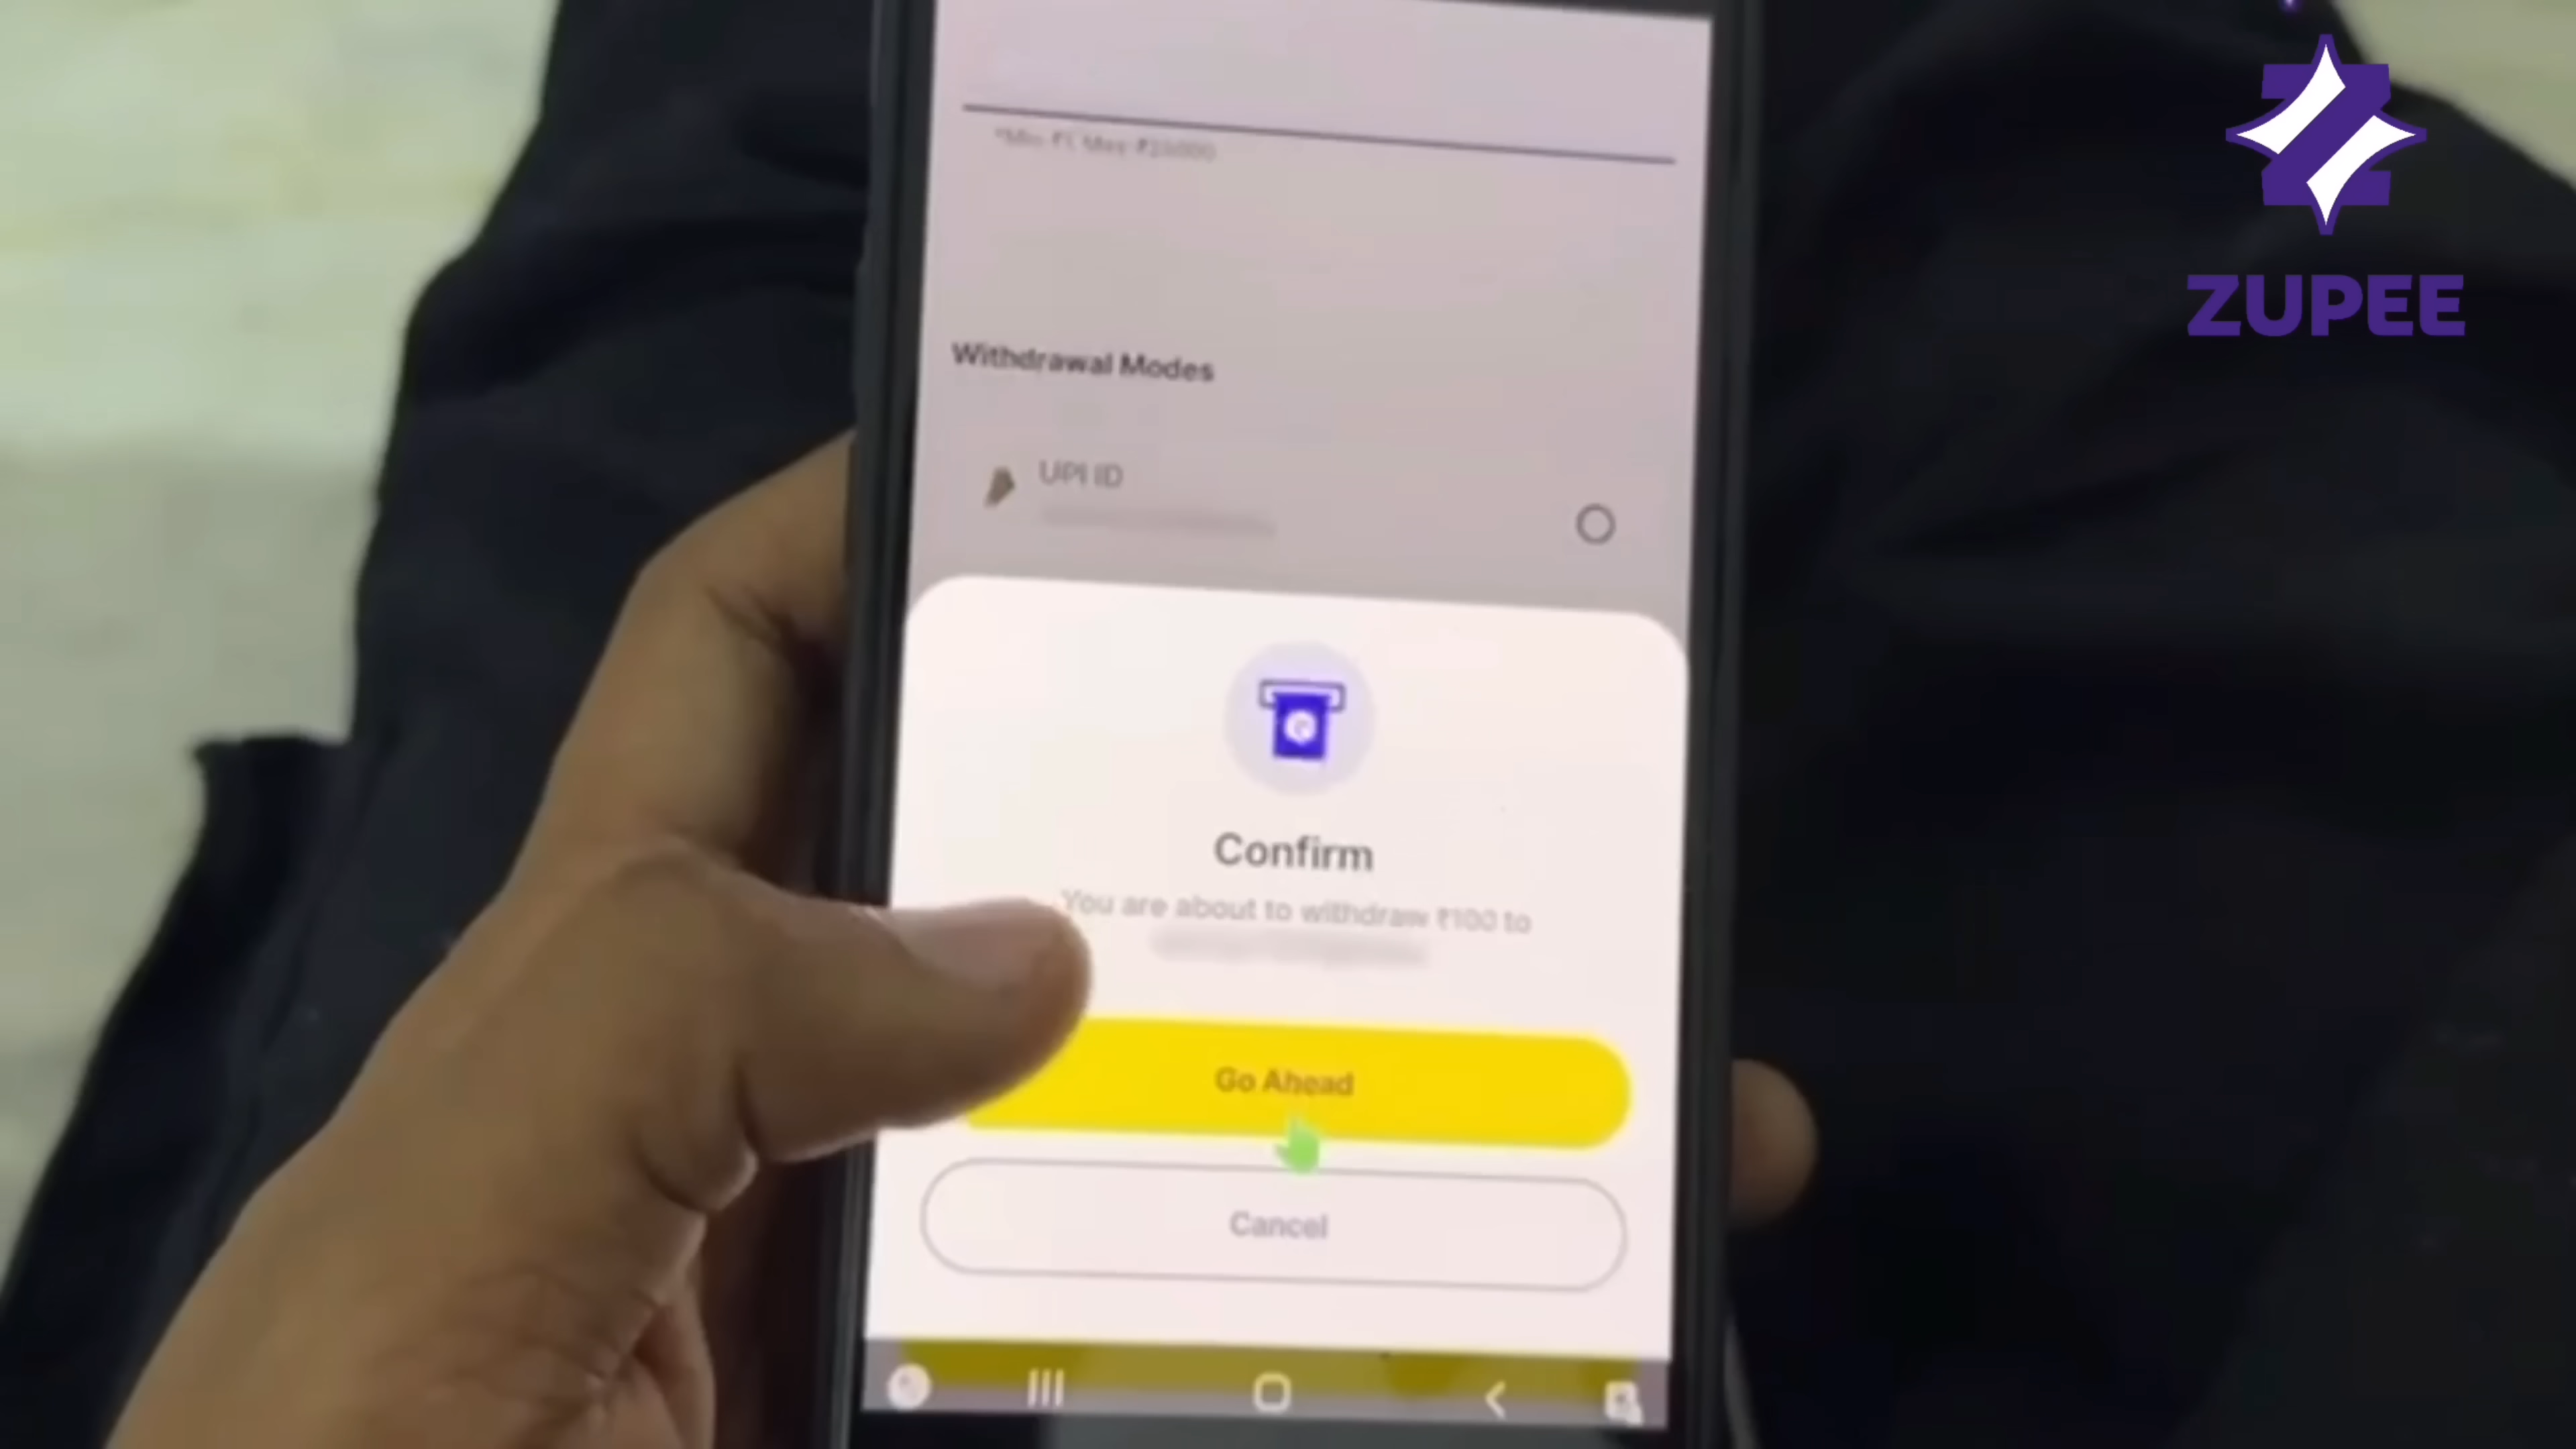 ZUPEE
Withdrawal Modes
UPI ID
Confirm
You are about to withdraw ₹100 to
Go Ahead
Cancel